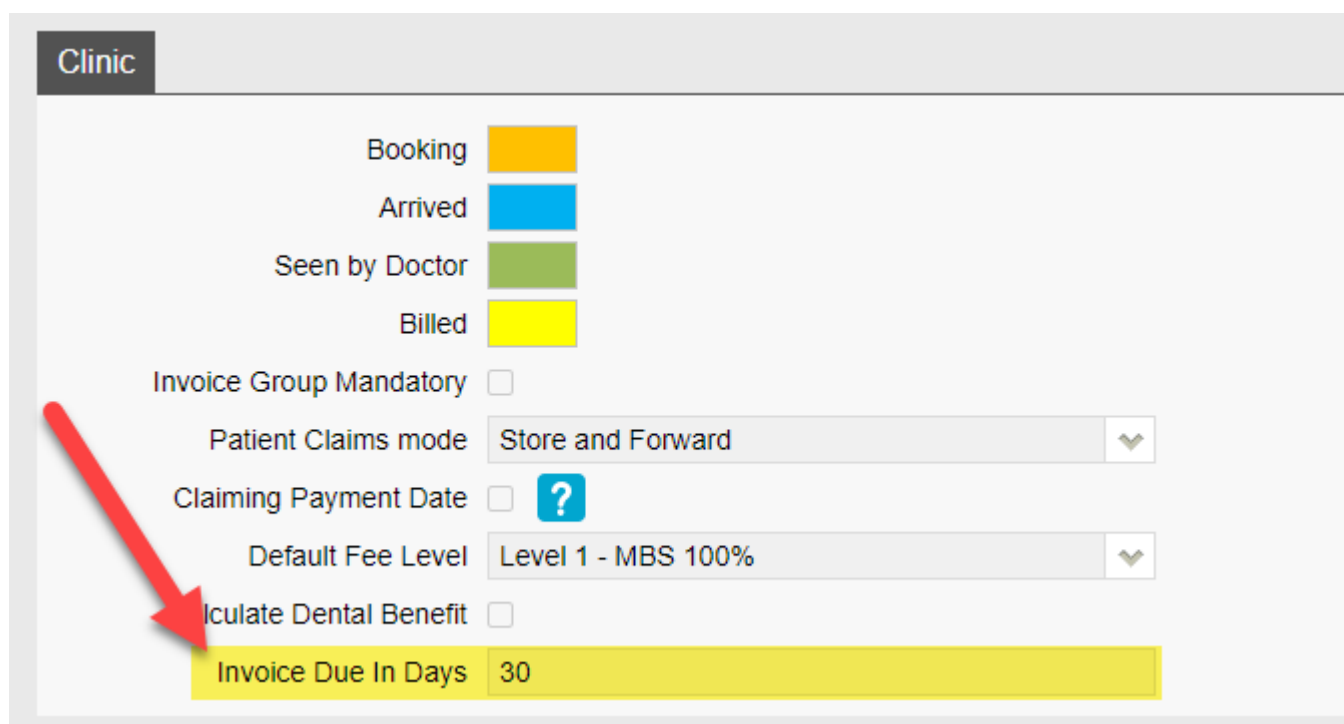 Clinic
Booking
Arrived
Seen by Doctor
Billed
Invoice Group Mandatory
Patient Claims mode Store and Forward
Claiming Payment Date ?
Default Fee Level Level 1 - MBS 100%
lculate Dental Benefit
Invoice Due In Days 30